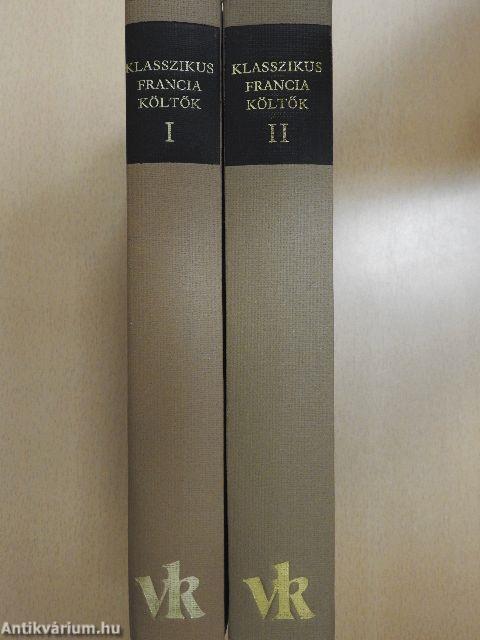 KLASSZIKUS
FRANCIA
KÖLTŐK
I
KLASSZIKUS
FRANCIA
KÖLTŐK
II
vk
vk
Antikvárium.hu